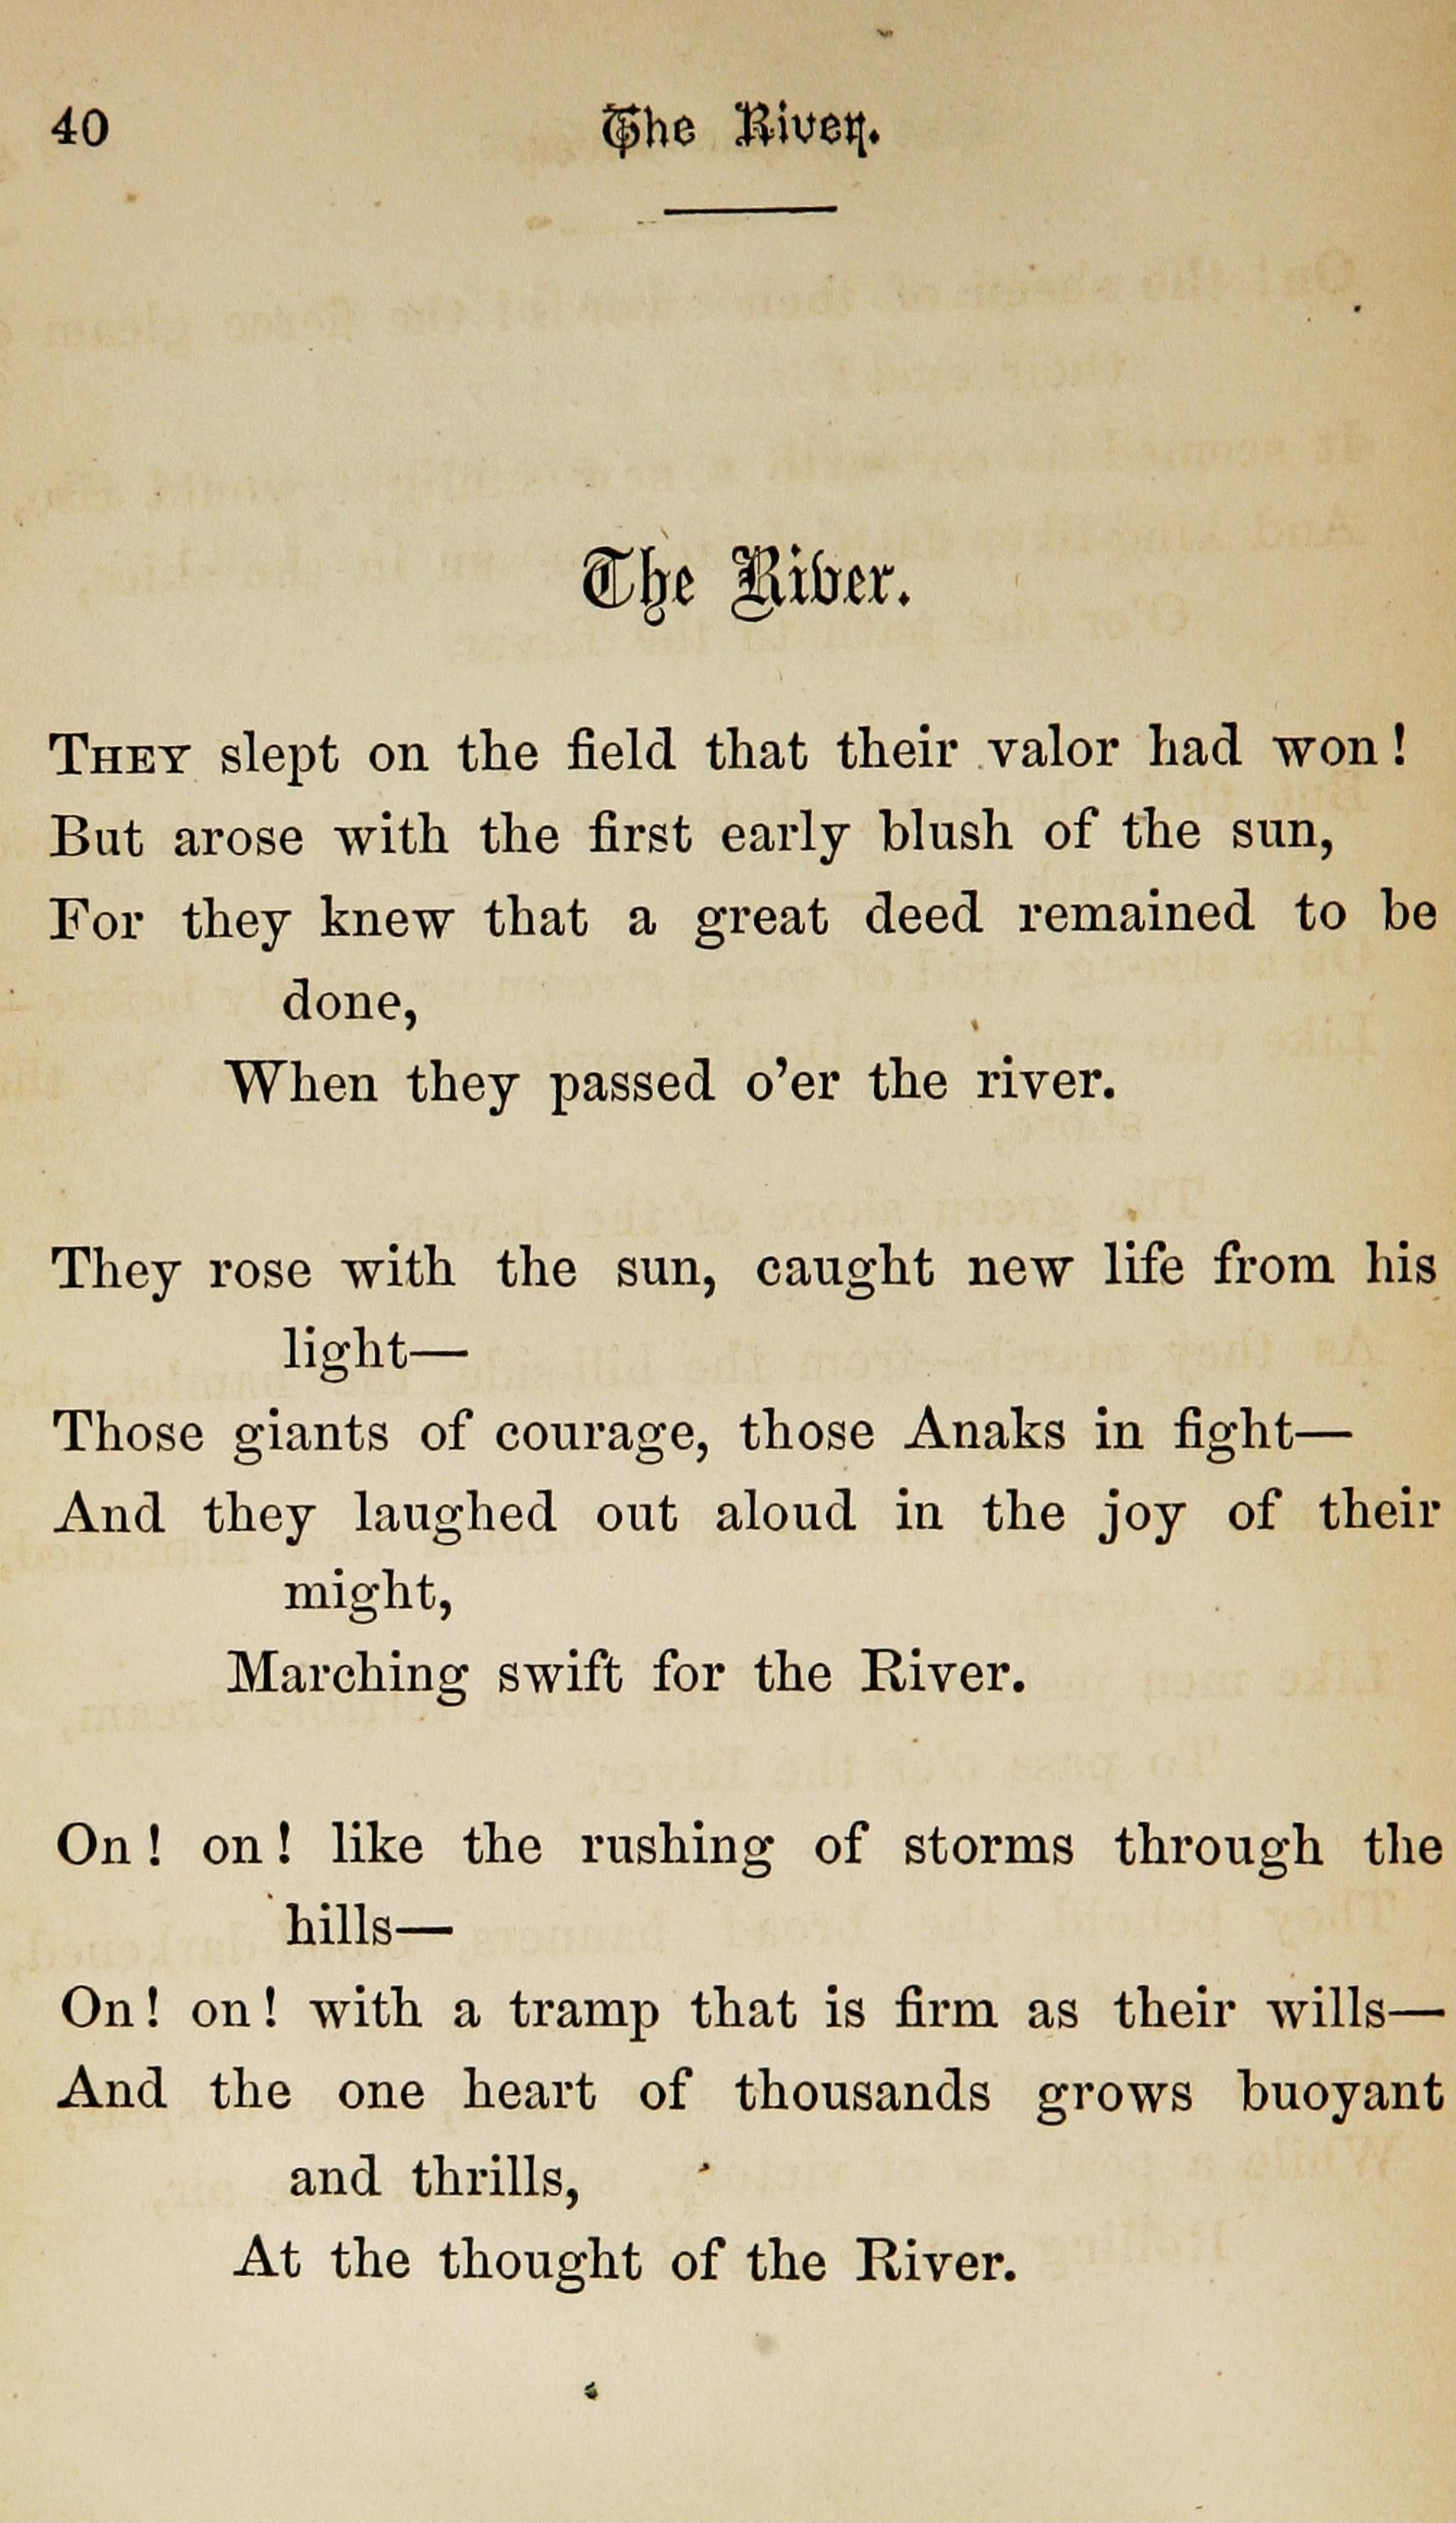 40
The River.
The River.
THEY slept on the field that their valor had won!
But arose with the first early blush of the sun,
For they knew that a great deed remained to be
done,
When they passed o'er the river.
They rose with the sun, caught new life from his
light—
Those giants of courage, those Anaks in fight—
And they laughed out aloud in the joy of their
might,
Marching swift for the River.
On! on! like the rushing of storms through the
hills—
On! on! with a tramp that is firm as their wills—
And the one heart of thousands grows buoyant
and thrills,
At the thought of the River.